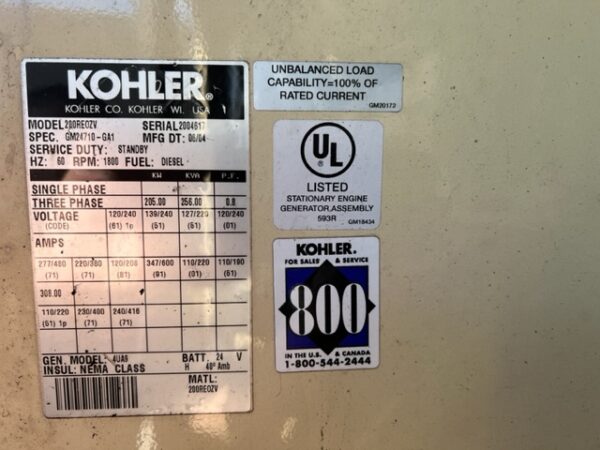 KOHLER®
KOHLER CO. KOHLER WI. USA
MODEL 200REOZV SERIAL 2004617
SPEC. GM24710-GA1 MFG DT: 06/04
SERVICE DUTY: STANDBY
HZ: 60 RPM: 1800 FUEL: DIESEL
KW KVA P.F.
SINGLE PHASE
THREE PHASE 205.00 256.00 0.8
VOLTAGE 120/240 139/240 127/220 120/240
(CODE) (61) 1p (51) (61) (01)
AMPS
277/480 220/380 120/208 347/600 110/220 110/190
(71) (71) (81) (91) (01) (61)
308.00
110/220 230/400 240/416
(61) 1p (71) (71)
GEN. MODEL: 4UA9 BATT. 24 V
INSUL: NEMA CLASS H 40° Amb
MATL:
200REOZV
UNBALANCED LOAD
CAPABILITY=100% OF
RATED CURRENT
GM20172
UL
LISTED
STATIONARY ENGINE
GENERATOR ASSEMBLY
593R
GM18434
KOHLER®
FOR SALES & SERVICE
800
IN THE U.S. & CANADA
1-800-544-2444